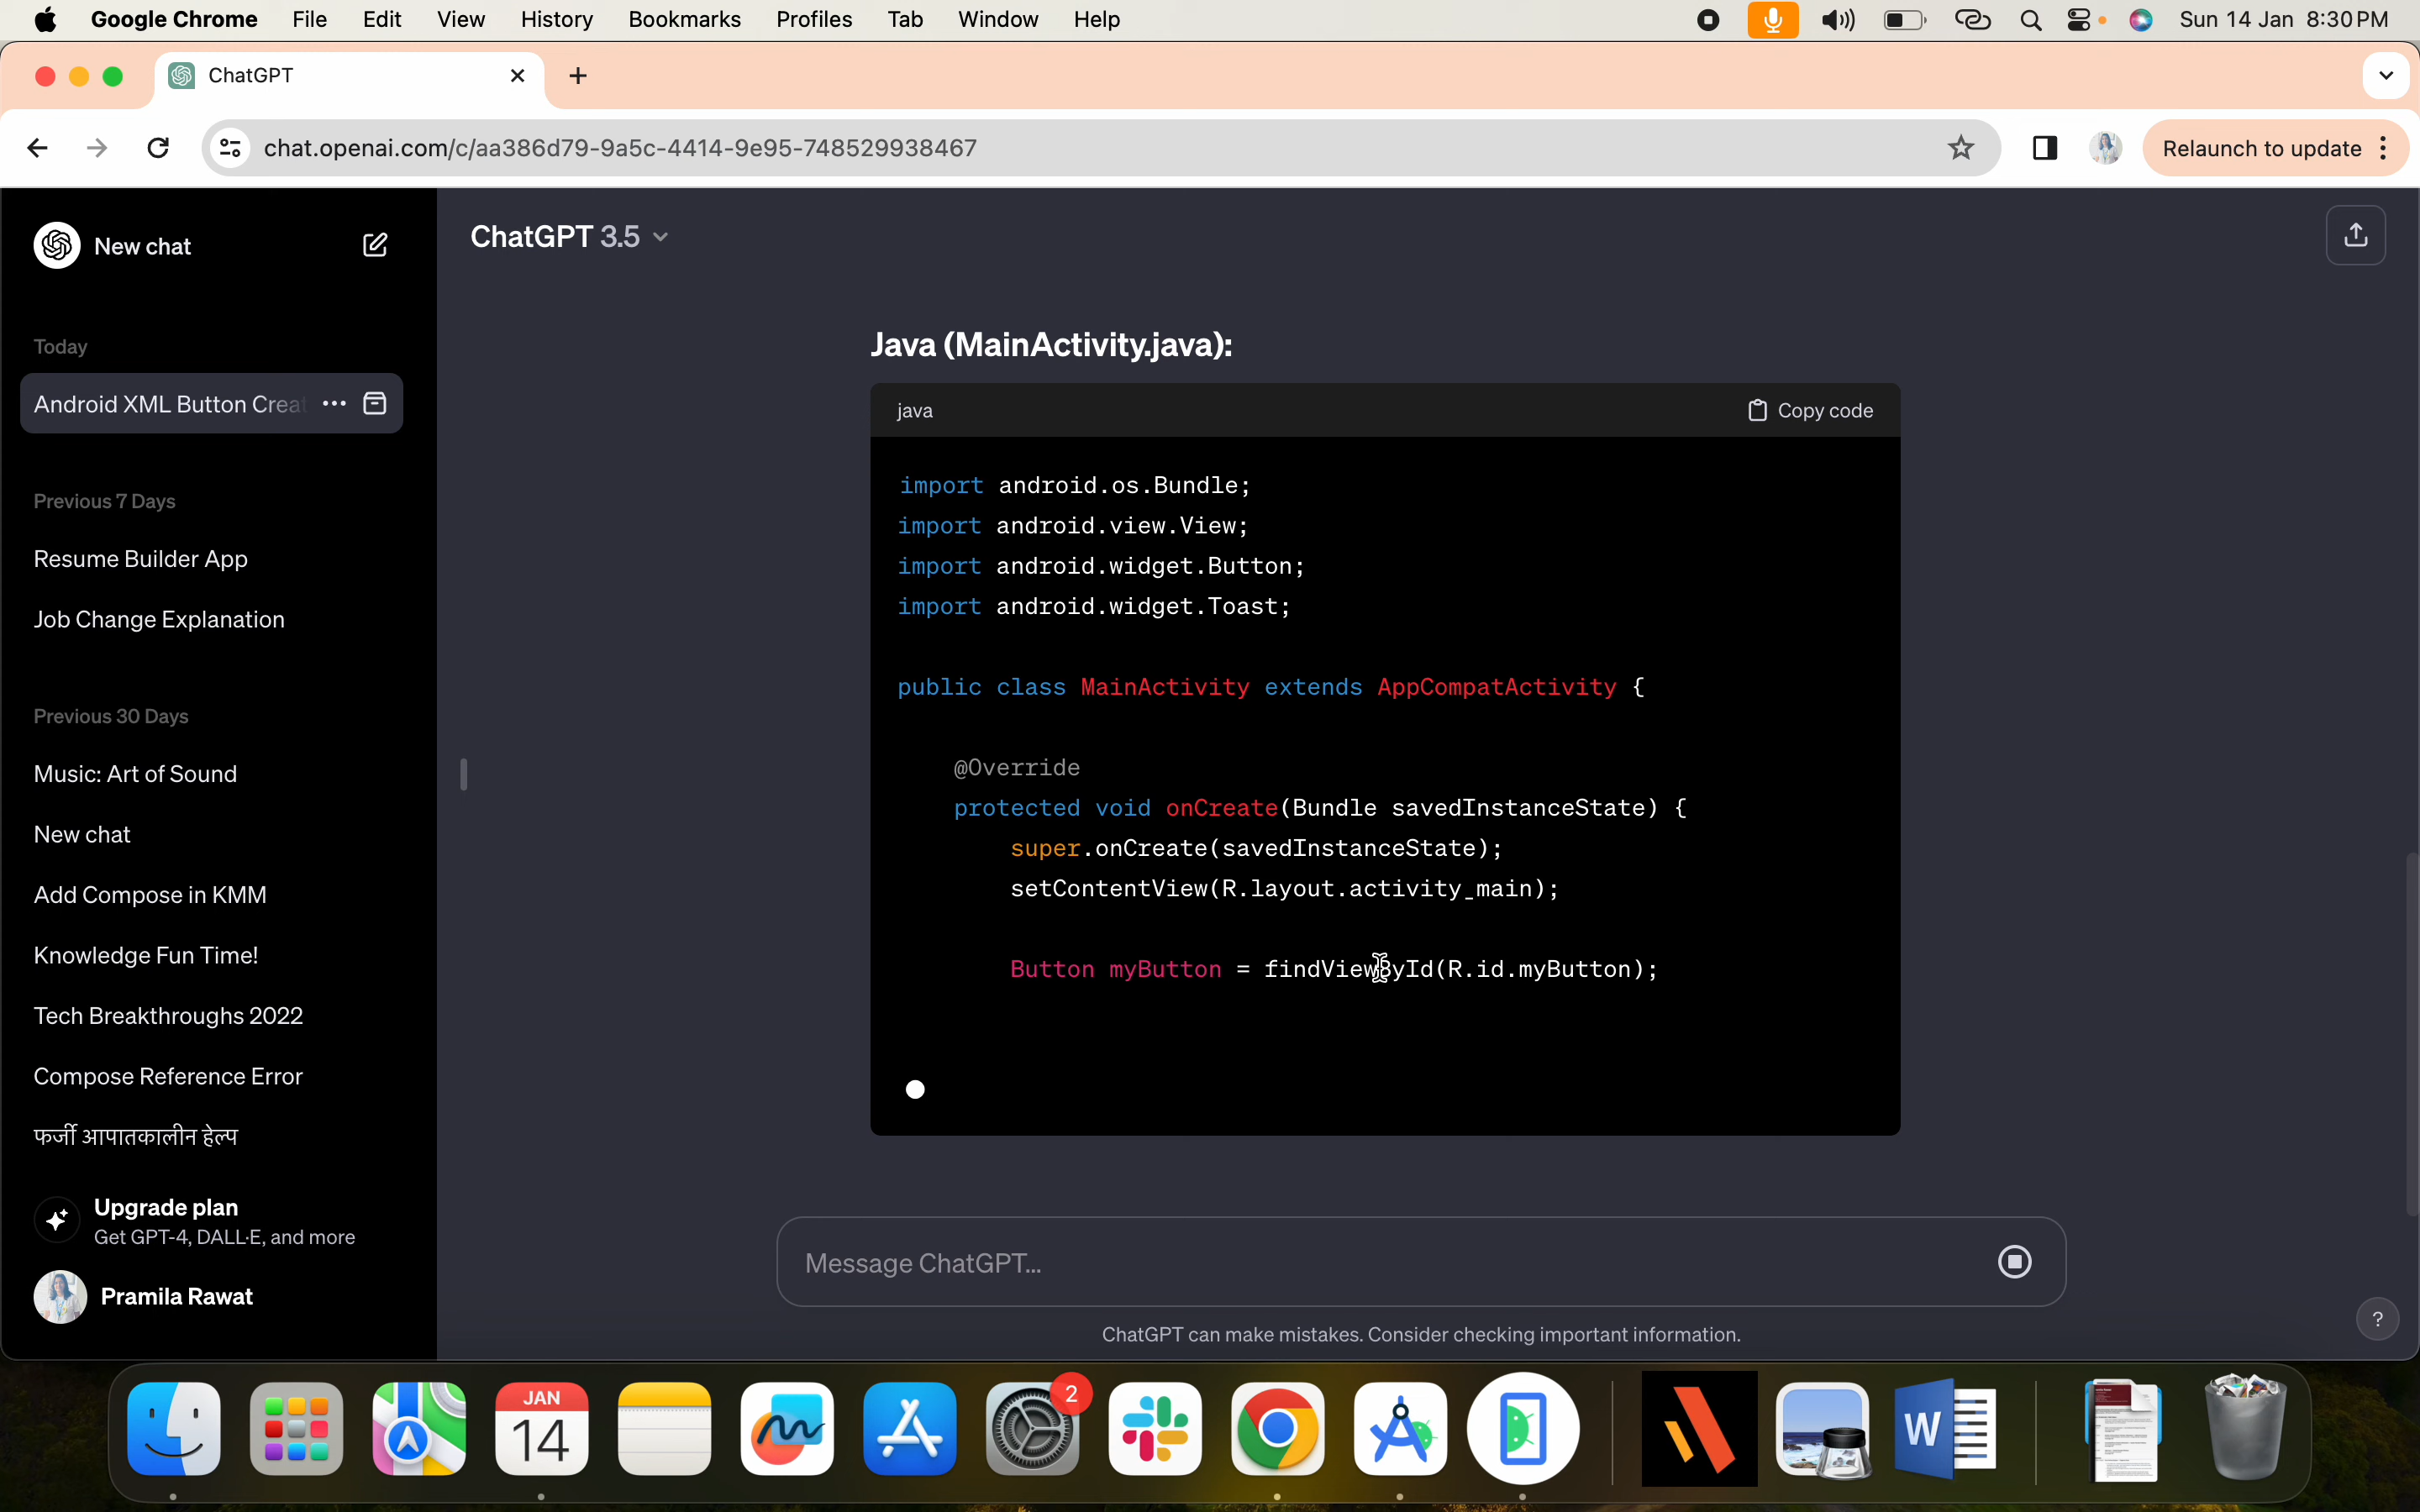 Google Chrome File Edit View History Bookmarks Profiles Tab Window Help Sun 14 Jan 8:30 PM
ChatGPT
chat.openai.com/c/aa386d79-9a5c-4414-9e95-748529938467
Relaunch to update
New chat
Today
Android XML Button Creat
Previous 7 Days
Resume Builder App
Job Change Explanation
Previous 30 Days
Music: Art of Sound
New chat
Add Compose in KMM
Knowledge Fun Time!
Tech Breakthroughs 2022
Compose Reference Error
फर्जी आपातकालीन हेल्प
Upgrade plan
Get GPT-4, DALL·E, and more
Pramila Rawat
ChatGPT 3.5
Java (MainActivity.java):
java Copy code
import android.os.Bundle;
import android.view.View;
import android.widget.Button;
import android.widget.Toast;
public class MainActivity extends AppCompatActivity {
@Override
protected void onCreate(Bundle savedInstanceState) {
super.onCreate(savedInstanceState);
setContentView(R.layout.activity_main);
Button myButton = findViewById(R.id.myButton);
Message ChatGPT...
ChatGPT can make mistakes. Consider checking important information.
?
JAN
14
2
W